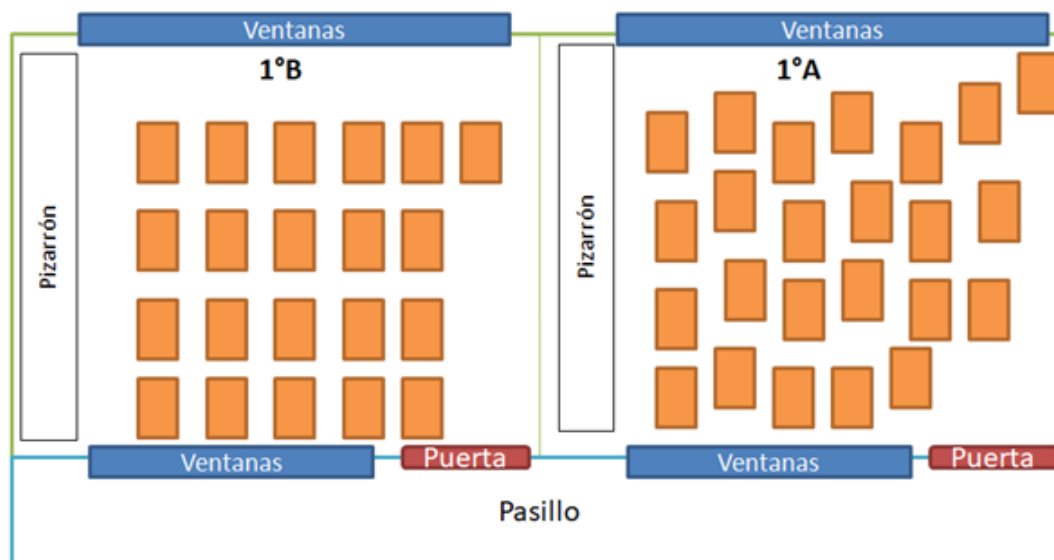 Ventanas
Ventanas
1°B
1°A
Pizarrón
Pizarrón
Ventanas
Puerta
Ventanas
Puerta
Pasillo